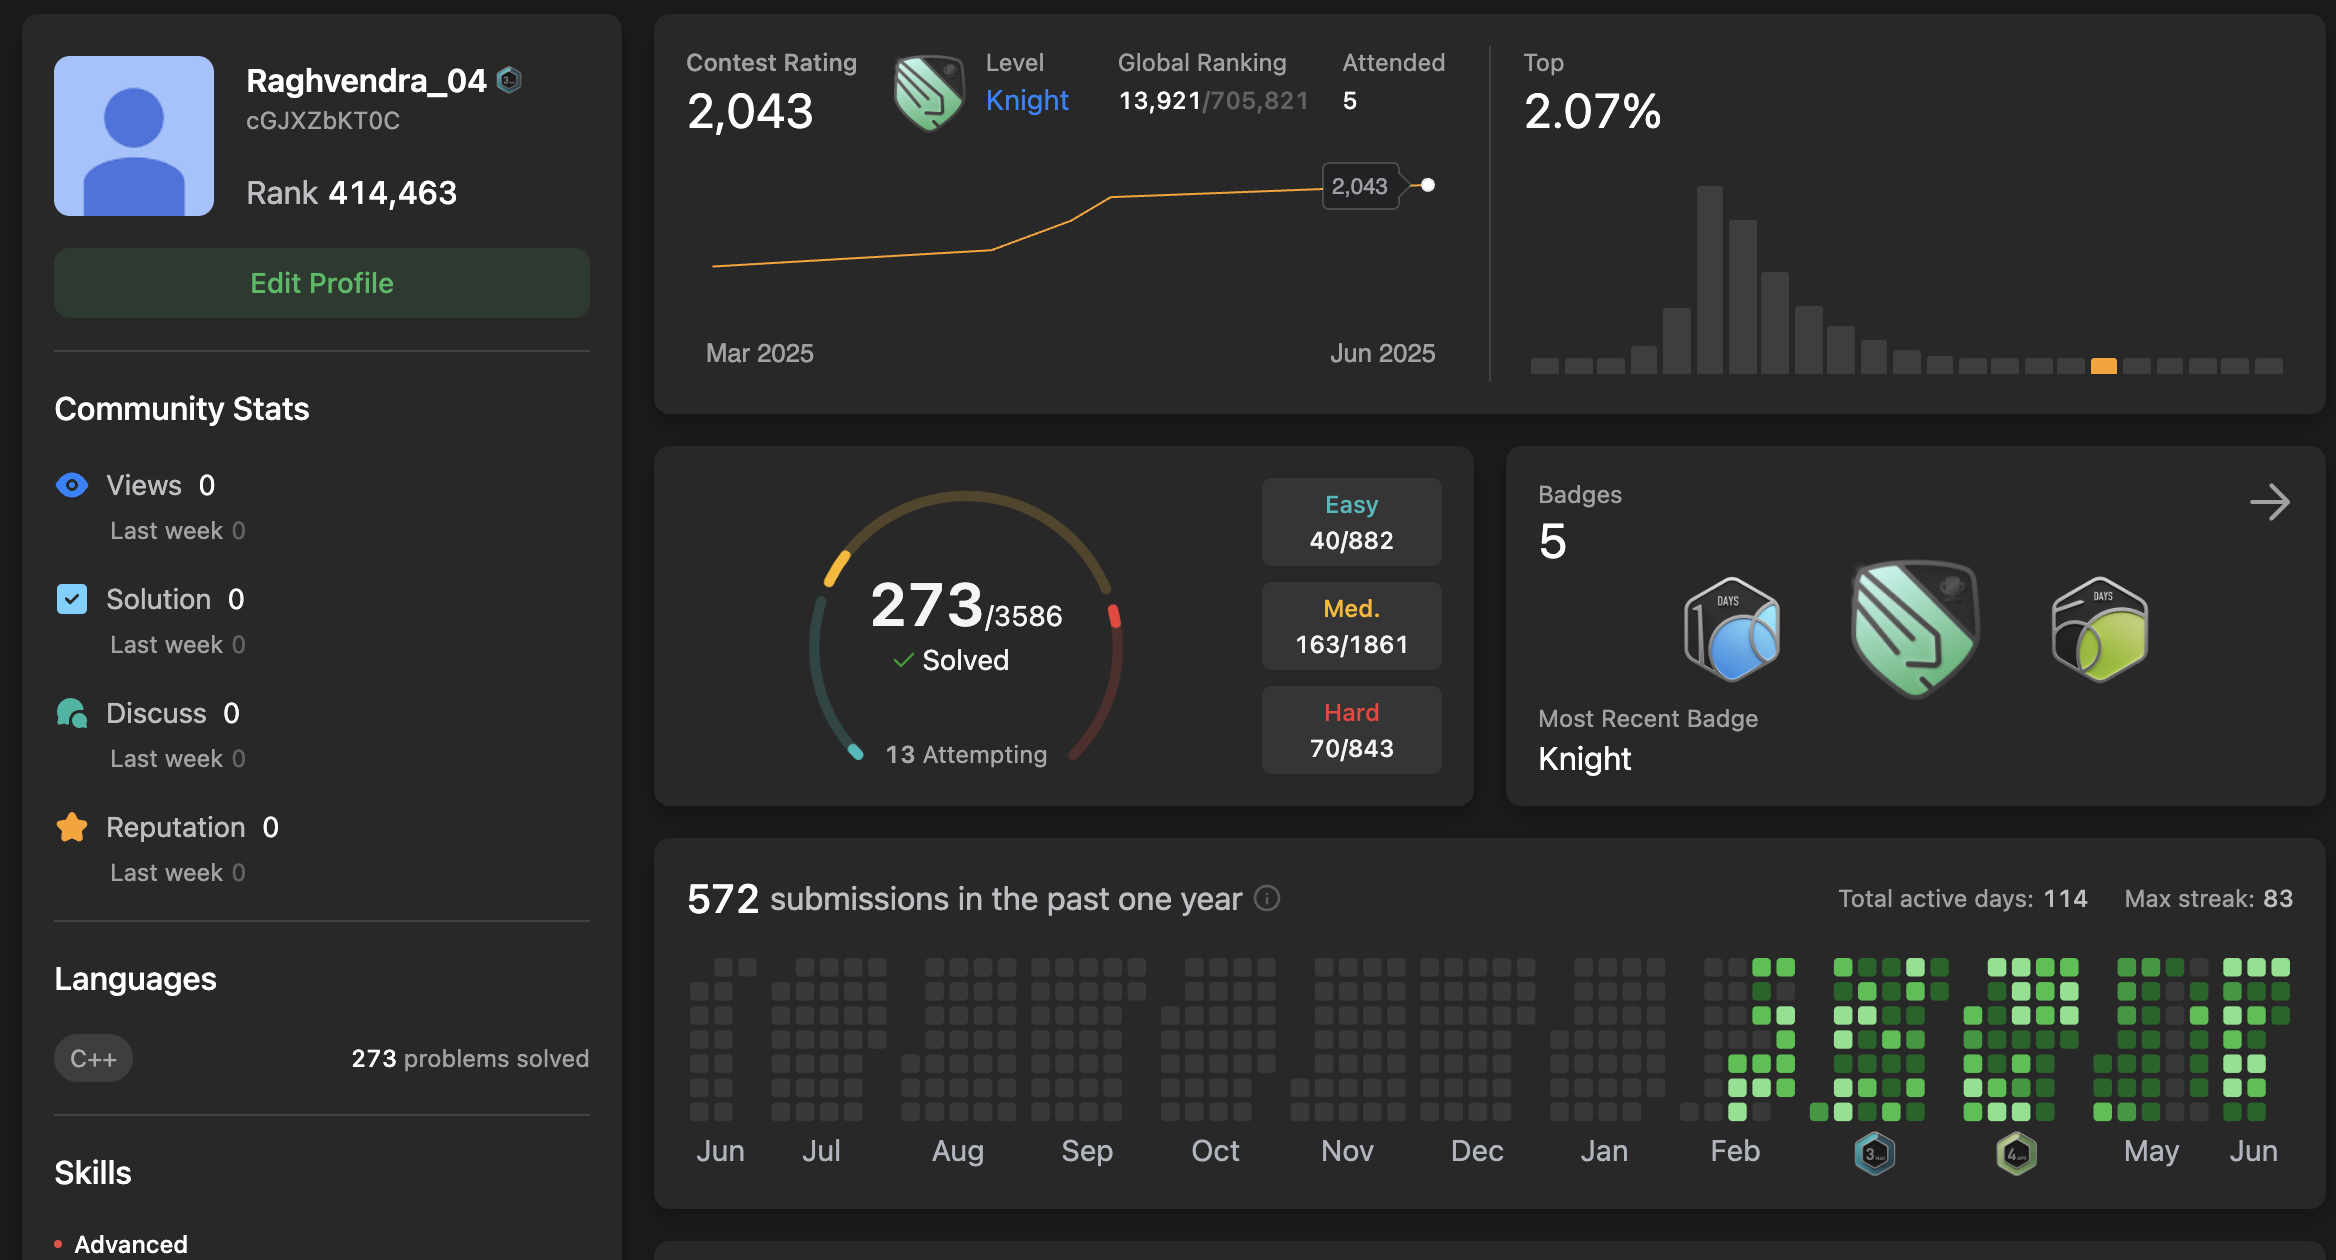 Raghvendra_04
cGJXZbKT0C
Rank 414,463
Edit Profile
Community Stats
Views 0
Last week 0
Solution 0
Last week 0
Discuss 0
Last week 0
Reputation 0
Last week 0
Languages
C++ 273 problems solved
Skills
Advanced
Contest Rating
2,043
Level
Knight
Global Ranking
13,921/705,821
Attended
5
2,043
Mar 2025 Jun 2025
Top
2.07%
273/3586
Solved
13 Attempting
Easy
40/882
Med.
163/1861
Hard
70/843
Badges
5
DAYS
DAYS
Most Recent Badge
Knight
572 submissions in the past one year
Total active days: 114 Max streak: 83
Jun Jul Aug Sep Oct Nov Dec Jan Feb 3 4 May Jun